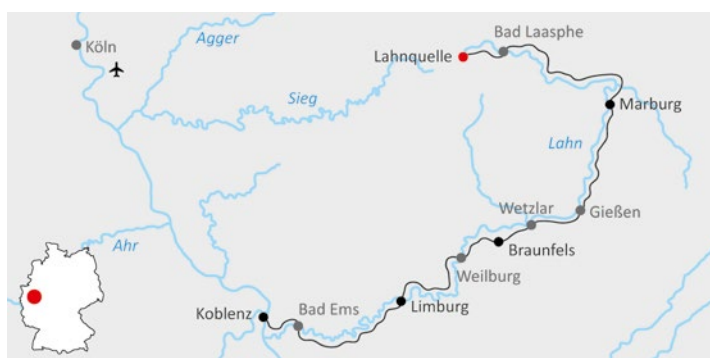 Köln
Agger
Lahnquelle
Bad Laasphe
Sieg
Marburg
Lahn
Wetzlar
Gießen
Ahr
Braunfels
Weilburg
Koblenz
Bad Ems
Limburg